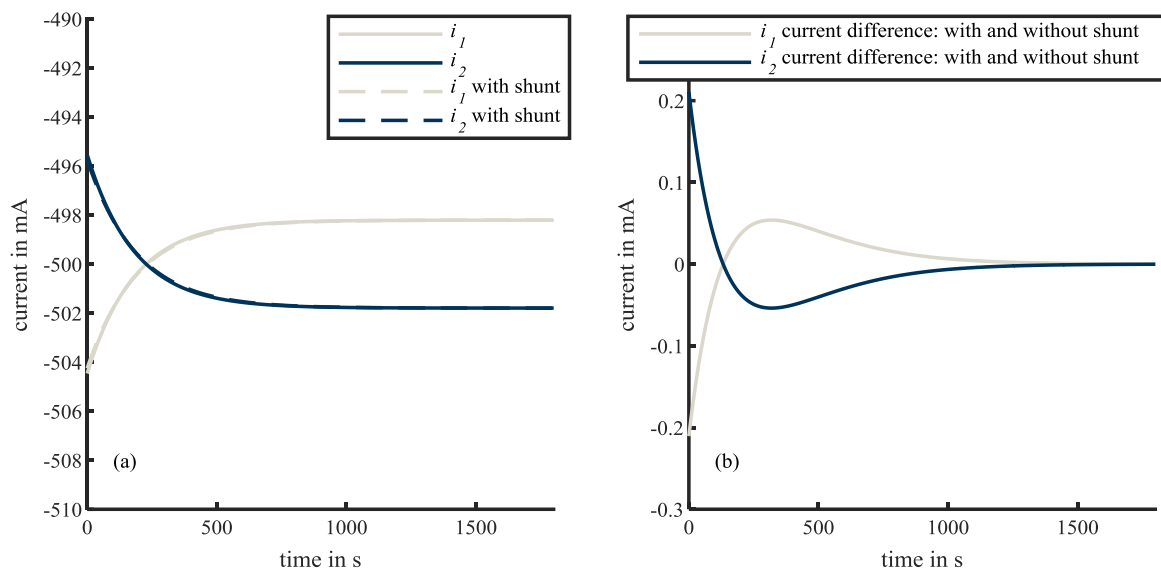 -490
-492
-494
-496
-498
-500
-502
-504
-506
-508
-510
current in mA
0
500
1000
1500
time in s
(a)
i1
i2
i1 with shunt
i2 with shunt
i1 current difference: with and without shunt
i2 current difference: with and without shunt
0.2
0.1
0
-0.1
-0.2
-0.3
current in mA
(b)
0
500
1000
1500
time in s